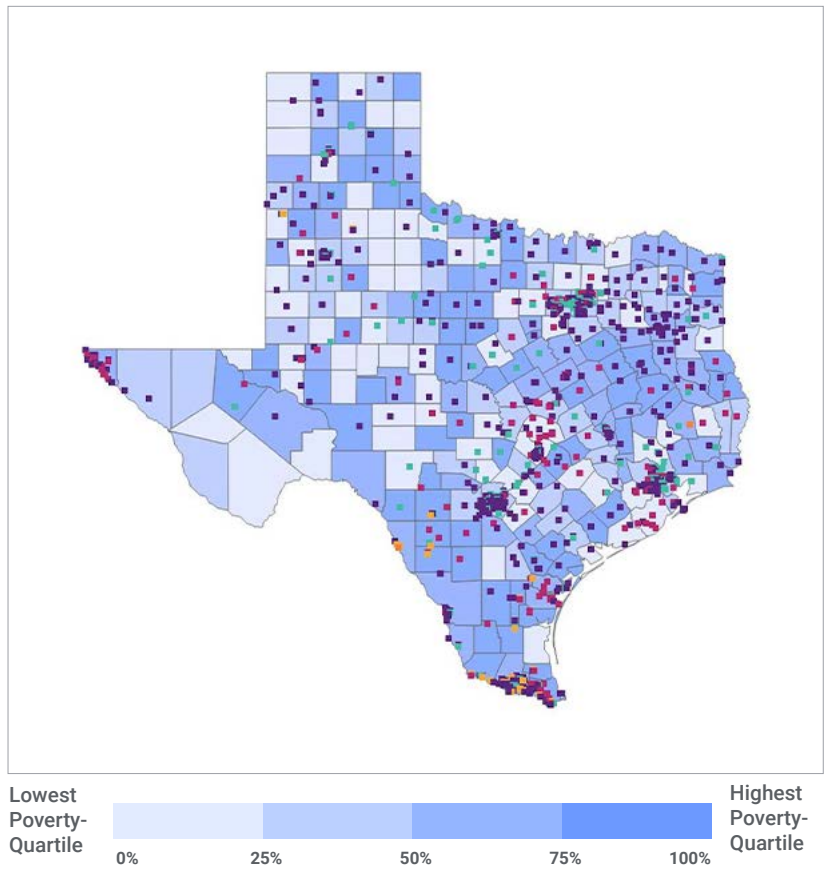 Lowest
Poverty-
Quartile
0%
25%
50%
75%
100%
Highest
Poverty-
Quartile